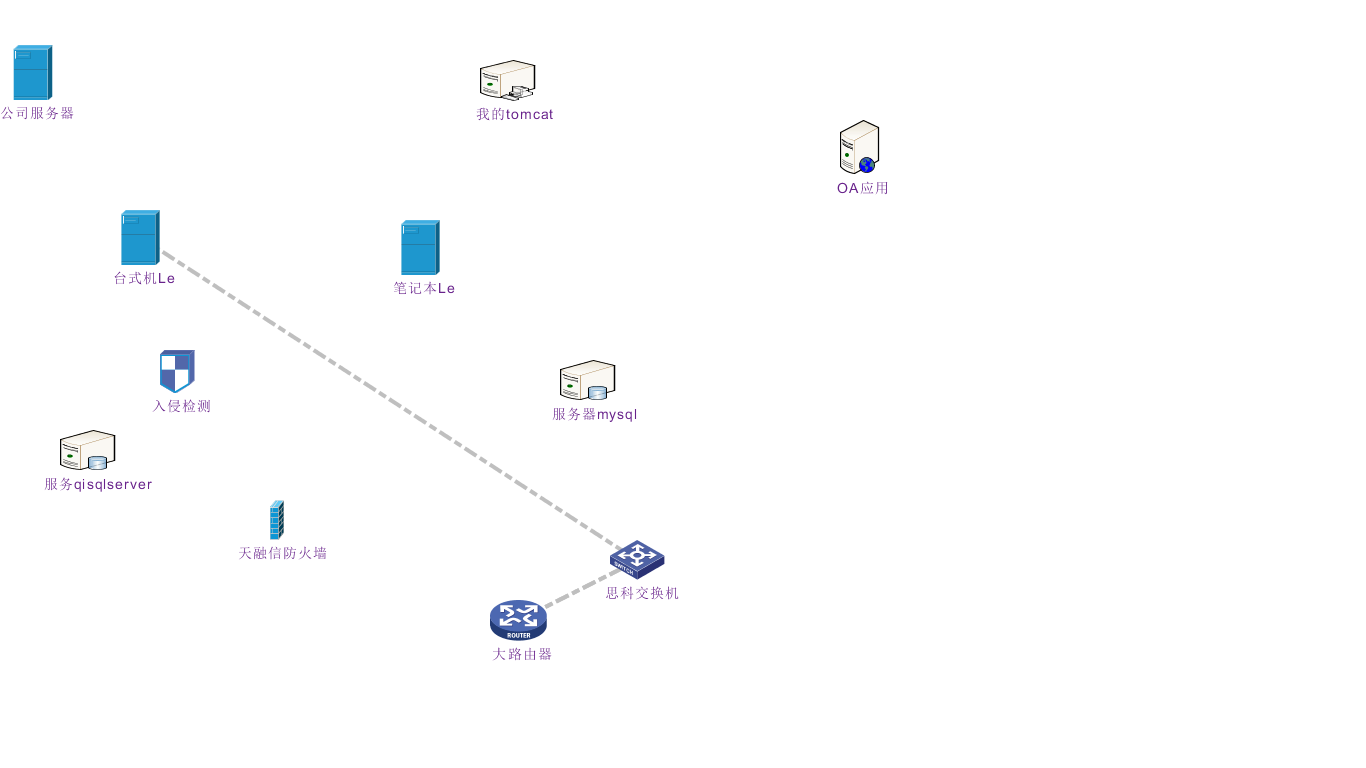 公司服务器
我的tomcat
OA应用
台式机Le
笔记本Le
入侵检测
服务器mysql
服务qisqlserver
天融信防火墙
SWITCH
思科交换机
ROUTER
大路由器